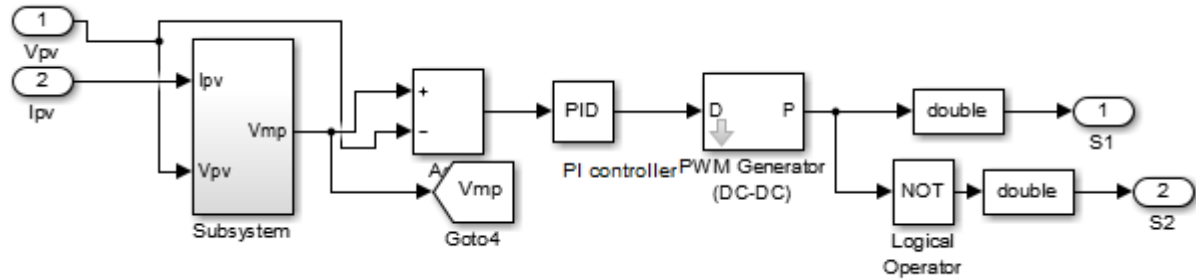 1
Vpv
2
Ipv
Ipv
Vpv
Vmp
Subsystem
+
−
Vmp
Goto4
PID
PI controller
D
P
PWM Generator
(DC-DC)
double
1
S1
NOT
Logical
Operator
double
2
S2